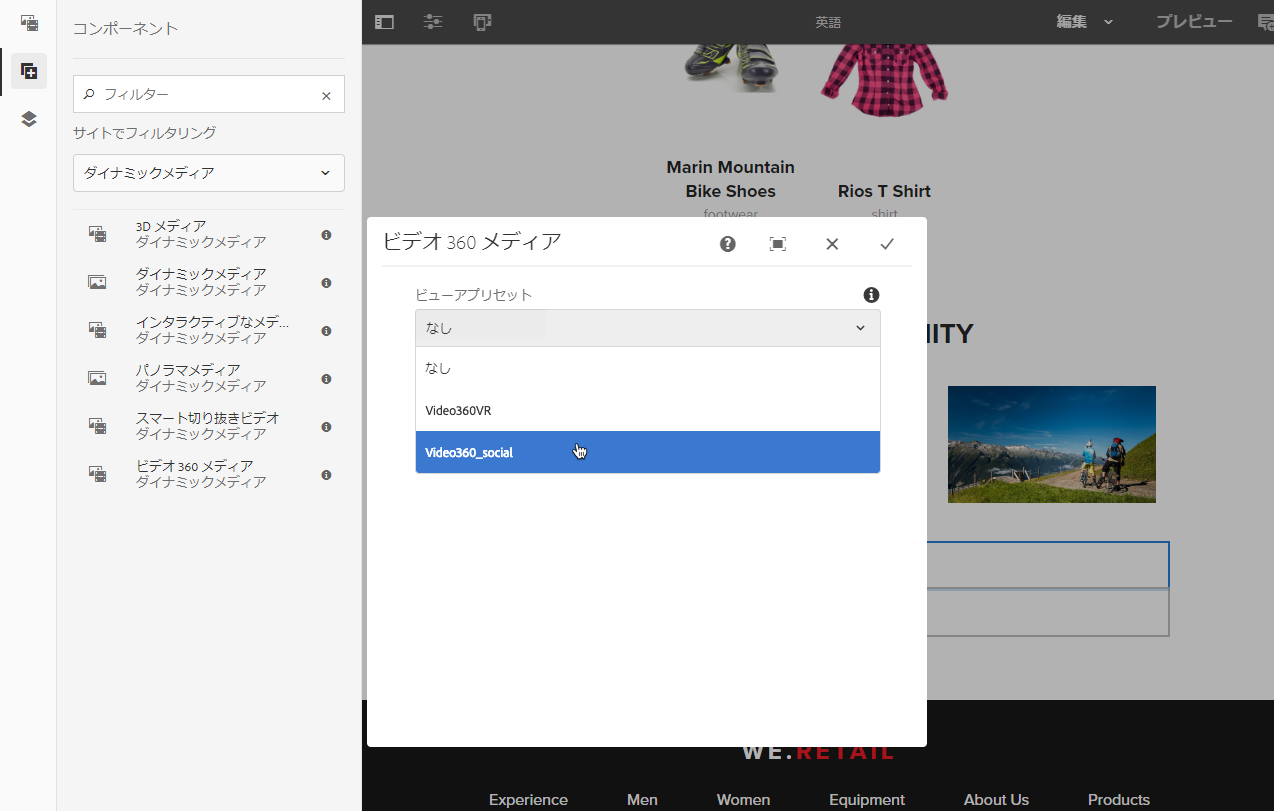 コンポーネント
フィルター
サイトでフィルタリング
ダイナミックメディア
3D メディア
ダイナミックメディア
ダイナミックメディア
ダイナミックメディア
インタラクティブなメデ...
ダイナミックメディア
パノラマメディア
ダイナミックメディア
スマート切り抜きビデオ
ダイナミックメディア
ビデオ 360 メディア
ダイナミックメディア
英語
編集
プレビュー
Marin Mountain
Bike Shoes
footwear
Rios T Shirt
shirt
ビデオ 360 メディア
ビューアプリセット
なし
なし
Video360VR
Video360_social
NITY
WE.RETAIL
Experience
Men
Women
Equipment
About Us
Products